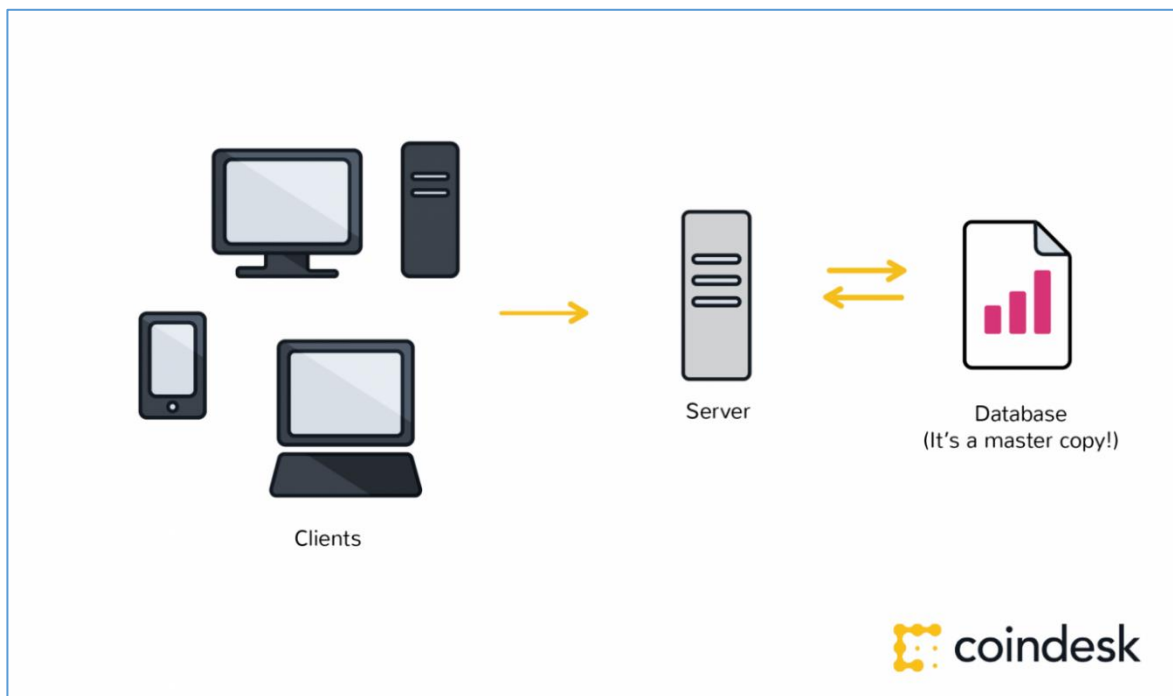 Server
Database
(It's a master copy!)
Clients
coindesk